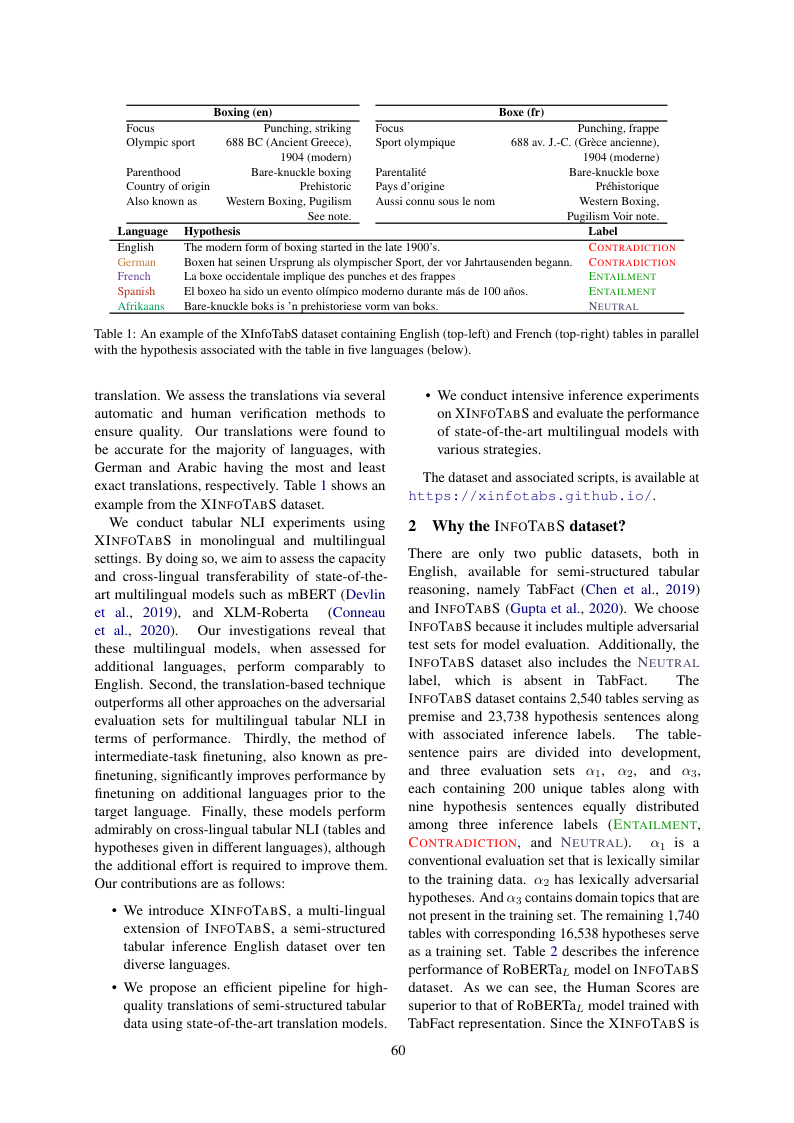 Boxing (en)
Focus Punching, striking
Olympic sport 688 BC (Ancient Greece),
1904 (modern)
Parenthood Bare-knuckle boxing
Country of origin Prehistoric
Also known as Western Boxing, Pugilism
See note.
Boxe (fr)
Focus Punching, frappe
Sport olympique 688 av. J.-C. (Grèce ancienne),
1904 (moderne)
Parentalité Bare-knuckle boxe
Pays d'origine Préhistorique
Aussi connu sous le nom Western Boxing,
Pugilism Voir note.
Language Hypothesis Label
English The modern form of boxing started in the late 1900's. CONTRADICTION
German Boxen hat seinen Ursprung als olympischer Sport, der vor Jahrtausenden begann. CONTRADICTION
French La boxe occidentale implique des punches et des frappes ENTAILMENT
Spanish El boxeo ha sido un evento olímpico moderno durante más de 100 años. ENTAILMENT
Afrikaans Bare-knuckle boks is 'n prehistoriese vorm van boks. NEUTRAL
Table 1: An example of the XInfoTabS dataset containing English (top-left) and French (top-right) tables in parallel
with the hypothesis associated with the table in five languages (below).
translation. We assess the translations via several
automatic and human verification methods to
ensure quality. Our translations were found to
be accurate for the majority of languages, with
German and Arabic having the most and least
exact translations, respectively. Table 1 shows an
example from the XINFOTABS dataset.
We conduct tabular NLI experiments using
XINFOTABS in monolingual and multilingual
settings. By doing so, we aim to assess the capacity
and cross-lingual transferability of state-of-the-
art multilingual models such as mBERT (Devlin
et al., 2019), and XLM-Roberta (Conneau
et al., 2020). Our investigations reveal that
these multilingual models, when assessed for
additional languages, perform comparably to
English. Second, the translation-based technique
outperforms all other approaches on the adversarial
evaluation sets for multilingual tabular NLI in
terms of performance. Thirdly, the method of
intermediate-task finetuning, also known as pre-
finetuning, significantly improves performance by
finetuning on additional languages prior to the
target language. Finally, these models perform
admirably on cross-lingual tabular NLI (tables and
hypotheses given in different languages), although
the additional effort is required to improve them.
Our contributions are as follows:
• We introduce XINFOTABS, a multi-lingual
extension of INFOTABS, a semi-structured
tabular inference English dataset over ten
diverse languages.
• We propose an efficient pipeline for high-
quality translations of semi-structured tabular
data using state-of-the-art translation models.
• We conduct intensive inference experiments
on XINFOTABS and evaluate the performance
of state-of-the-art multilingual models with
various strategies.
The dataset and associated scripts, is available at
https://xinfotabs.github.io/.
2 Why the INFOTABS dataset?
There are only two public datasets, both in
English, available for semi-structured tabular
reasoning, namely TabFact (Chen et al., 2019)
and INFOTABS (Gupta et al., 2020). We choose
INFOTABS because it includes multiple adversarial
test sets for model evaluation. Additionally, the
INFOTABS dataset also includes the NEUTRAL
label, which is absent in TabFact. The
INFOTABS dataset contains 2,540 tables serving as
premise and 23,738 hypothesis sentences along
with associated inference labels. The table-
sentence pairs are divided into development,
and three evaluation sets α1, α2, and α3,
each containing 200 unique tables along with
nine hypothesis sentences equally distributed
among three inference labels (ENTAILMENT,
CONTRADICTION, and NEUTRAL). α1 is a
conventional evaluation set that is lexically similar
to the training data. α2 has lexically adversarial
hypotheses. And α3 contains domain topics that are
not present in the training set. The remaining 1,740
tables with corresponding 16,538 hypotheses serve
as a training set. Table 2 describes the inference
performance of RoBERTaL model on INFOTABS
dataset. As we can see, the Human Scores are
superior to that of RoBERTaL model trained with
TabFact representation. Since the XINFOTABS is
60